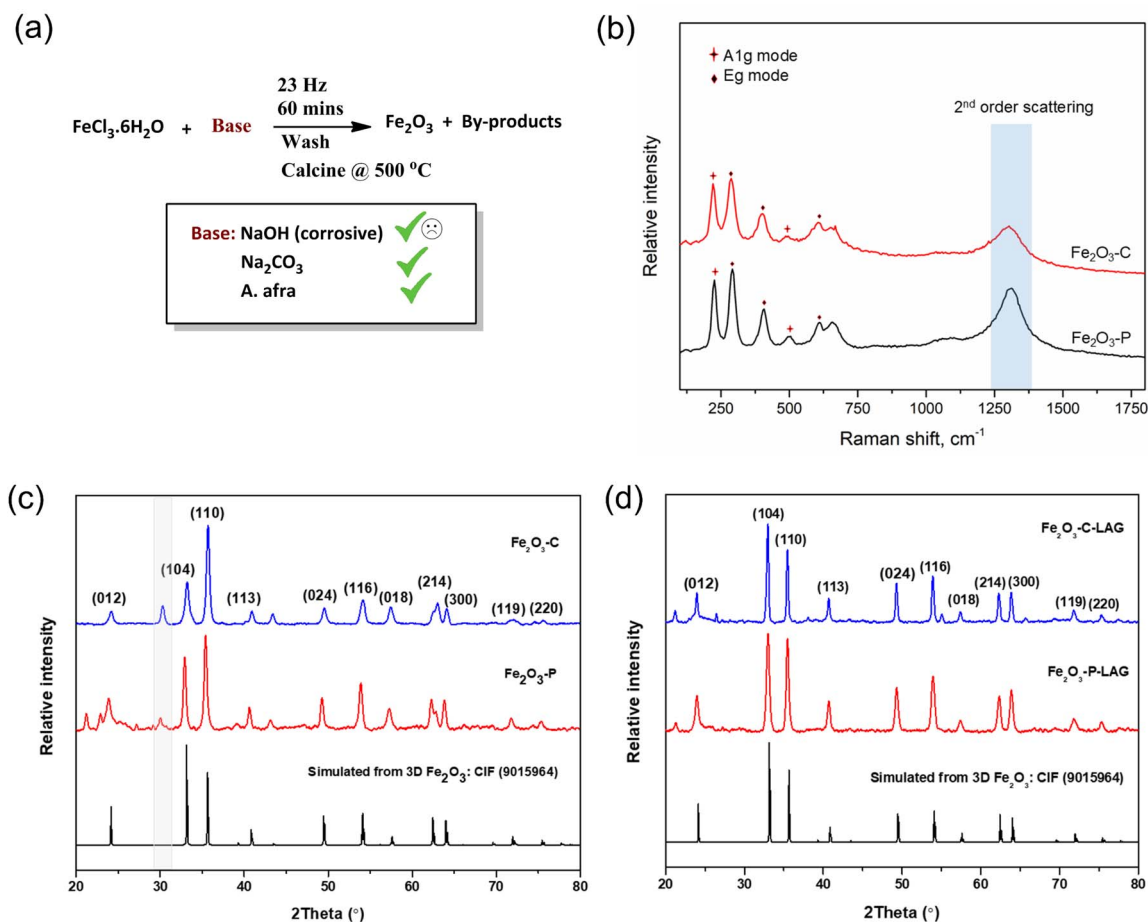 (a)
23 Hz
60 mins
FeCl₃.6H₂O + Base Fe₂O₃ + By-products
Wash
Calcine @ 500 °C
Base: NaOH (corrosive)
Na₂CO₃
A. afra
(b)
A1g mode
Eg mode
2ⁿᵈ order scattering
Relative intensity
Fe₂O₃-C
Fe₂O₃-P
250 500 750 1000 1250 1500 1750
Raman shift, cm⁻¹
(c)
(110)
Fe₂O₃-C
(104)
(012) (113) (024) (116) (018) (214) (300) (119) (220)
Fe₂O₃-P
Relative intensity
Simulated from 3D Fe₂O₃: CIF (9015964)
20 30 40 50 60 70 80
2Theta (°)
(d)
(104)
Fe₂O₃-C-LAG
(110)
(012) (113) (024) (116) (018) (214) (300) (119) (220)
Fe₂O₃-P-LAG
Relative intensity
Simulated from 3D Fe₂O₃: CIF (9015964)
20 30 40 50 60 70 80
2Theta (°)